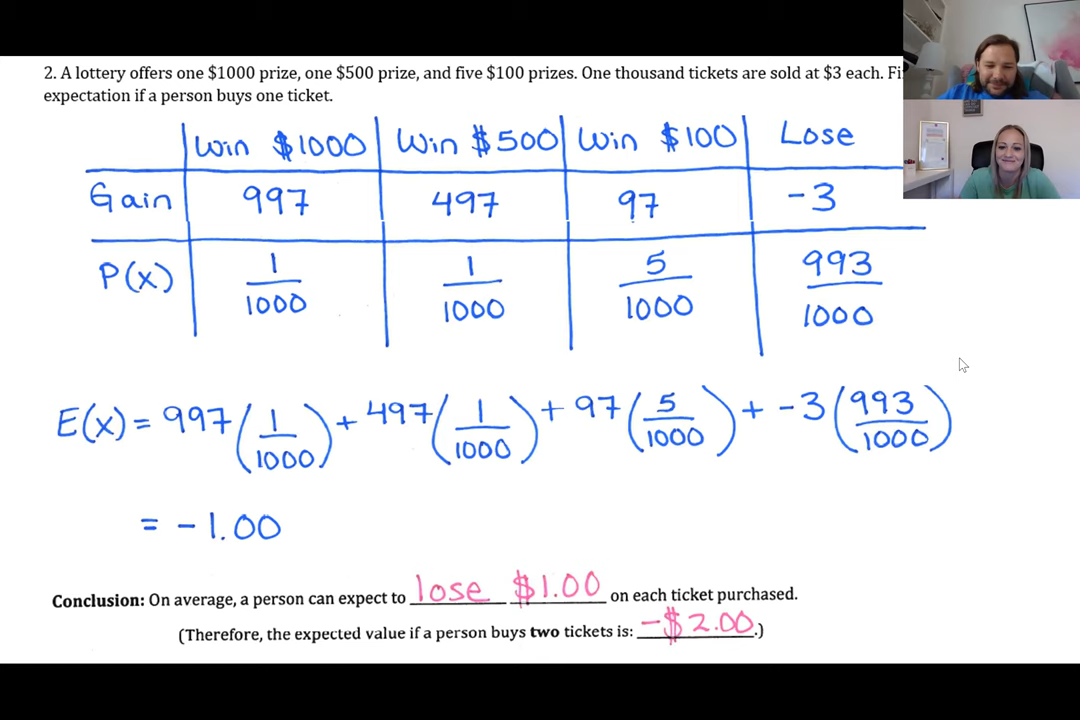 2. A lottery offers one $1000 prize, one $500 prize, and five $100 prizes. One thousand tickets are sold at $3 each. Fi
expectation if a person buys one ticket.
Win $1000 Win $500 Win $100 Lose
Gain 997 497 97 -3
P(x) 1/1000 1/1000 5/1000 993/1000
E(x) = 997(1/1000) + 497(1/1000) + 97(5/1000) + -3(993/1000)
= -1.00
Conclusion: On average, a person can expect to lose $1.00 on each ticket purchased.
(Therefore, the expected value if a person buys two tickets is: -$2.00.)